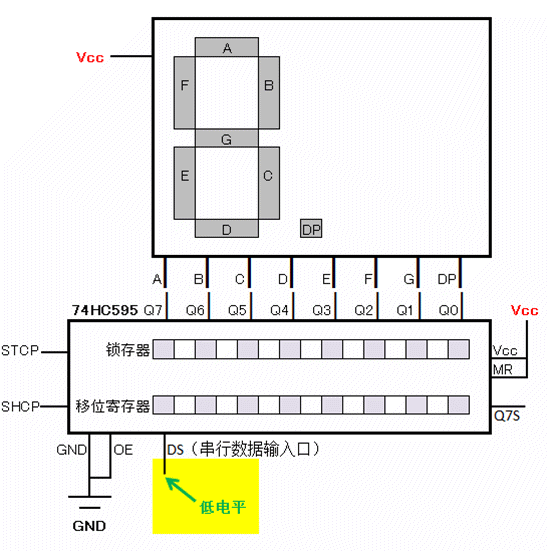 Vcc
A
F
B
G
E
C
D
DP
A B C D E F G DP
74HC595 Q7 Q6 Q5 Q4 Q3 Q2 Q1 Q0
Vcc
STCP
锁存器
Vcc
MR
SHCP
移位寄存器
Q7S
GND
OE
DS（串行数据输入口）
低电平
GND